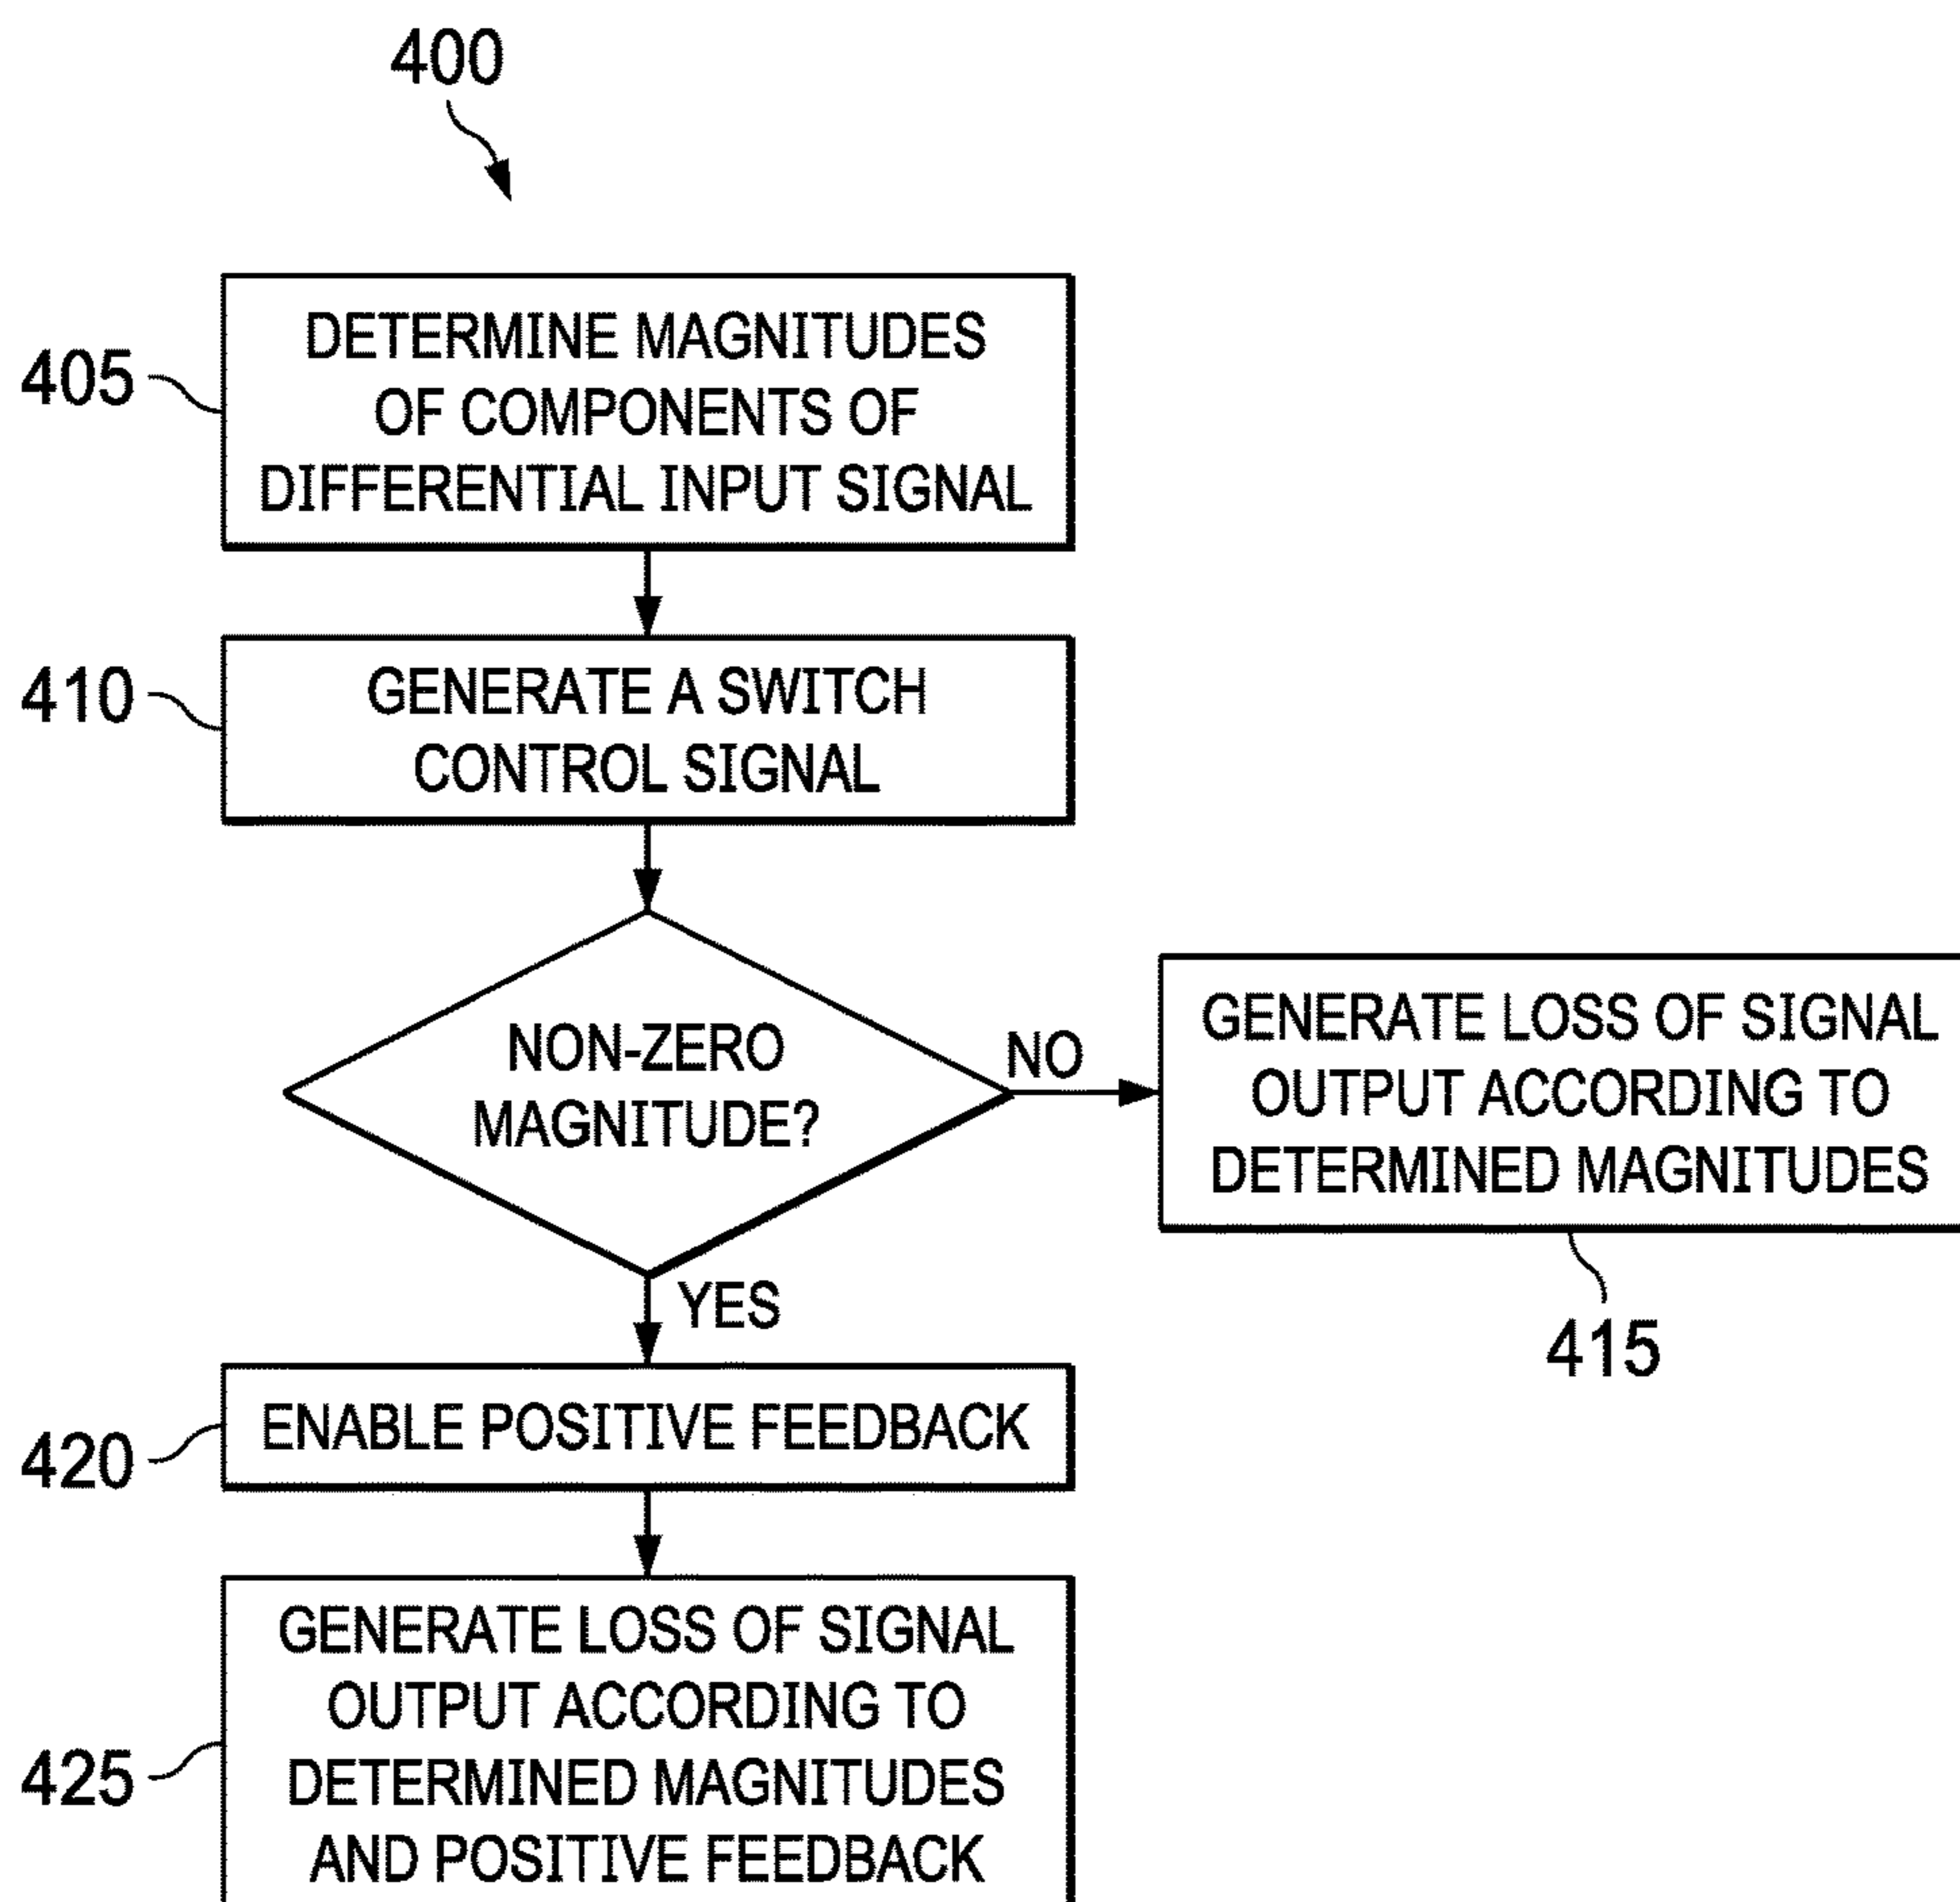 400
405
DETERMINE MAGNITUDES
OF COMPONENTS OF
DIFFERENTIAL INPUT SIGNAL
410
GENERATE A SWITCH
CONTROL SIGNAL
NON-ZERO
MAGNITUDE?
NO
GENERATE LOSS OF SIGNAL
OUTPUT ACCORDING TO
DETERMINED MAGNITUDES
415
YES
420
ENABLE POSITIVE FEEDBACK
425
GENERATE LOSS OF SIGNAL
OUTPUT ACCORDING TO
DETERMINED MAGNITUDES
AND POSITIVE FEEDBACK